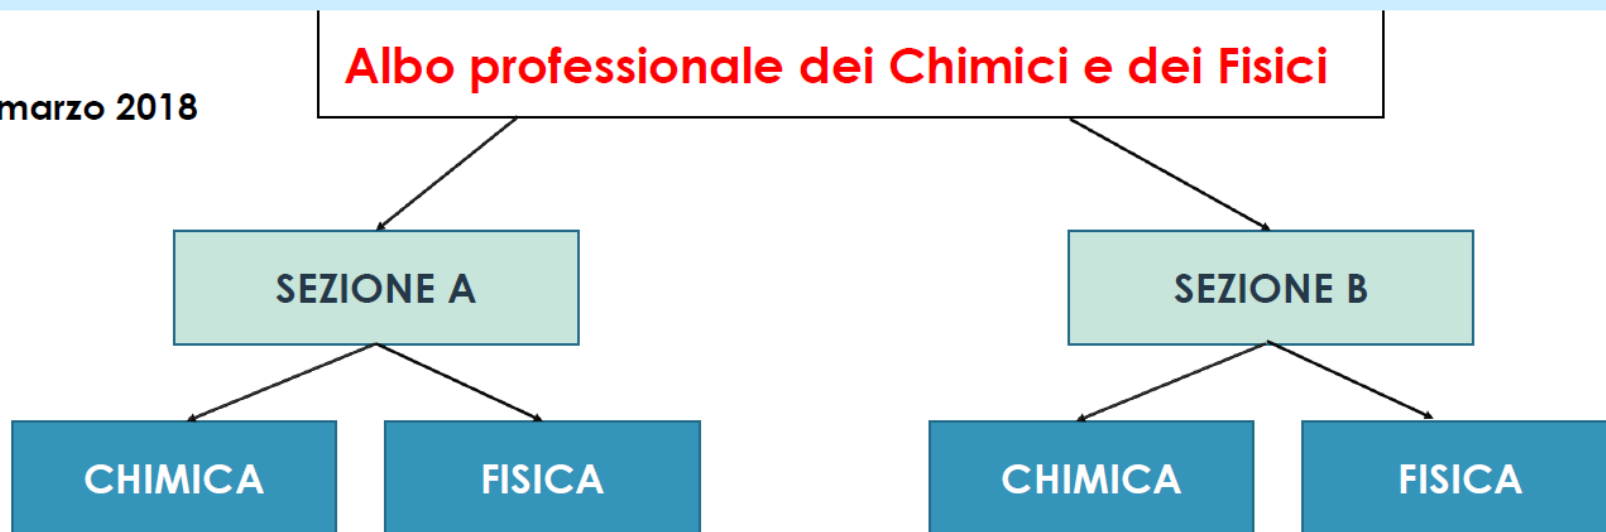 Albo professionale dei Chimici e dei Fisici
marzo 2018
SEZIONE A
SEZIONE B
CHIMICA
FISICA
CHIMICA
FISICA